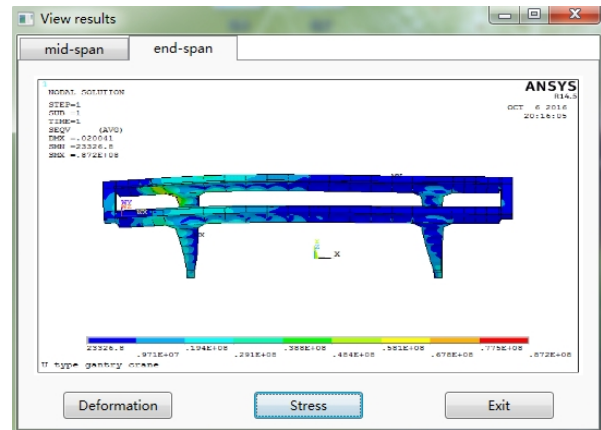 View results
mid-span end-span
1
NODAL SOLUTION
STEP=1
SUB =1
TIME=1
SEQV (AVG)
DMX =.020041
SMN =23326.8
SMX =.872E+08
ANSYS
R14.5
OCT 6 2016
20:16:05
MX
X
23326.8 .194E+08 .388E+08 .581E+08 .775E+08
.971E+07 .291E+08 .484E+08 .678E+08 .872E+08
U type gantry crane
Deformation Stress Exit